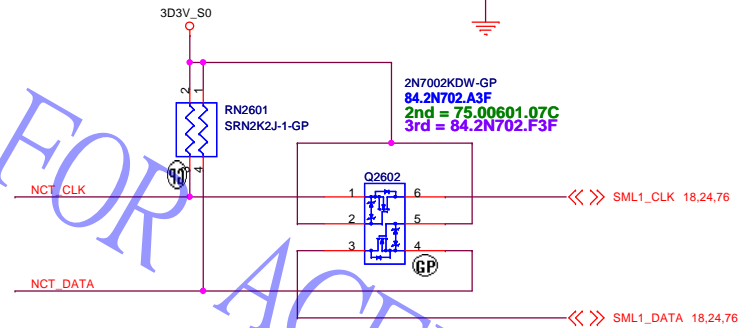 3D3V_S0
2N7002KDW-GP
84.2N702.A3F
2nd = 75.00601.07C
3rd = 84.2N702.F3F
2 1
RN2601
SRN2K2J-1-GP
GP
3 4
NCT_CLK
Q2602
1 6
SML1_CLK 18,24,76
2 5
3 4
GP
NCT_DATA
SML1_DATA 18,24,76
FOR ACE